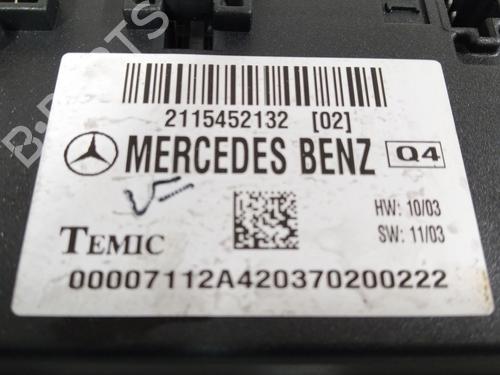 2115452132 [02]
MERCEDES BENZ Q4
HW: 10/03
SW: 11/03
TEMIC
00007112A420370200222